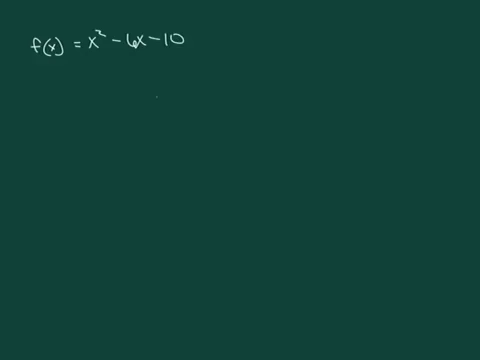 f(x) = x² - 6x - 10